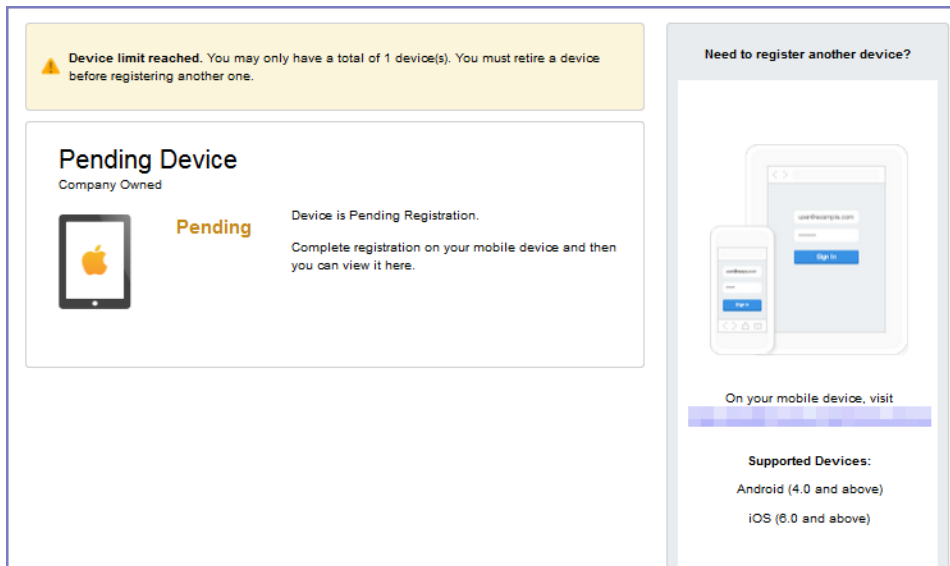 Device limit reached. You may only have a total of 1 device(s). You must retire a device
before registering another one.
Pending Device
Company Owned
Pending
Device is Pending Registration.
Complete registration on your mobile device and then
you can view it here.
Need to register another device?
user@example.com
Sign In
Sign In
On your mobile device, visit
Supported Devices:
Android (4.0 and above)
iOS (6.0 and above)